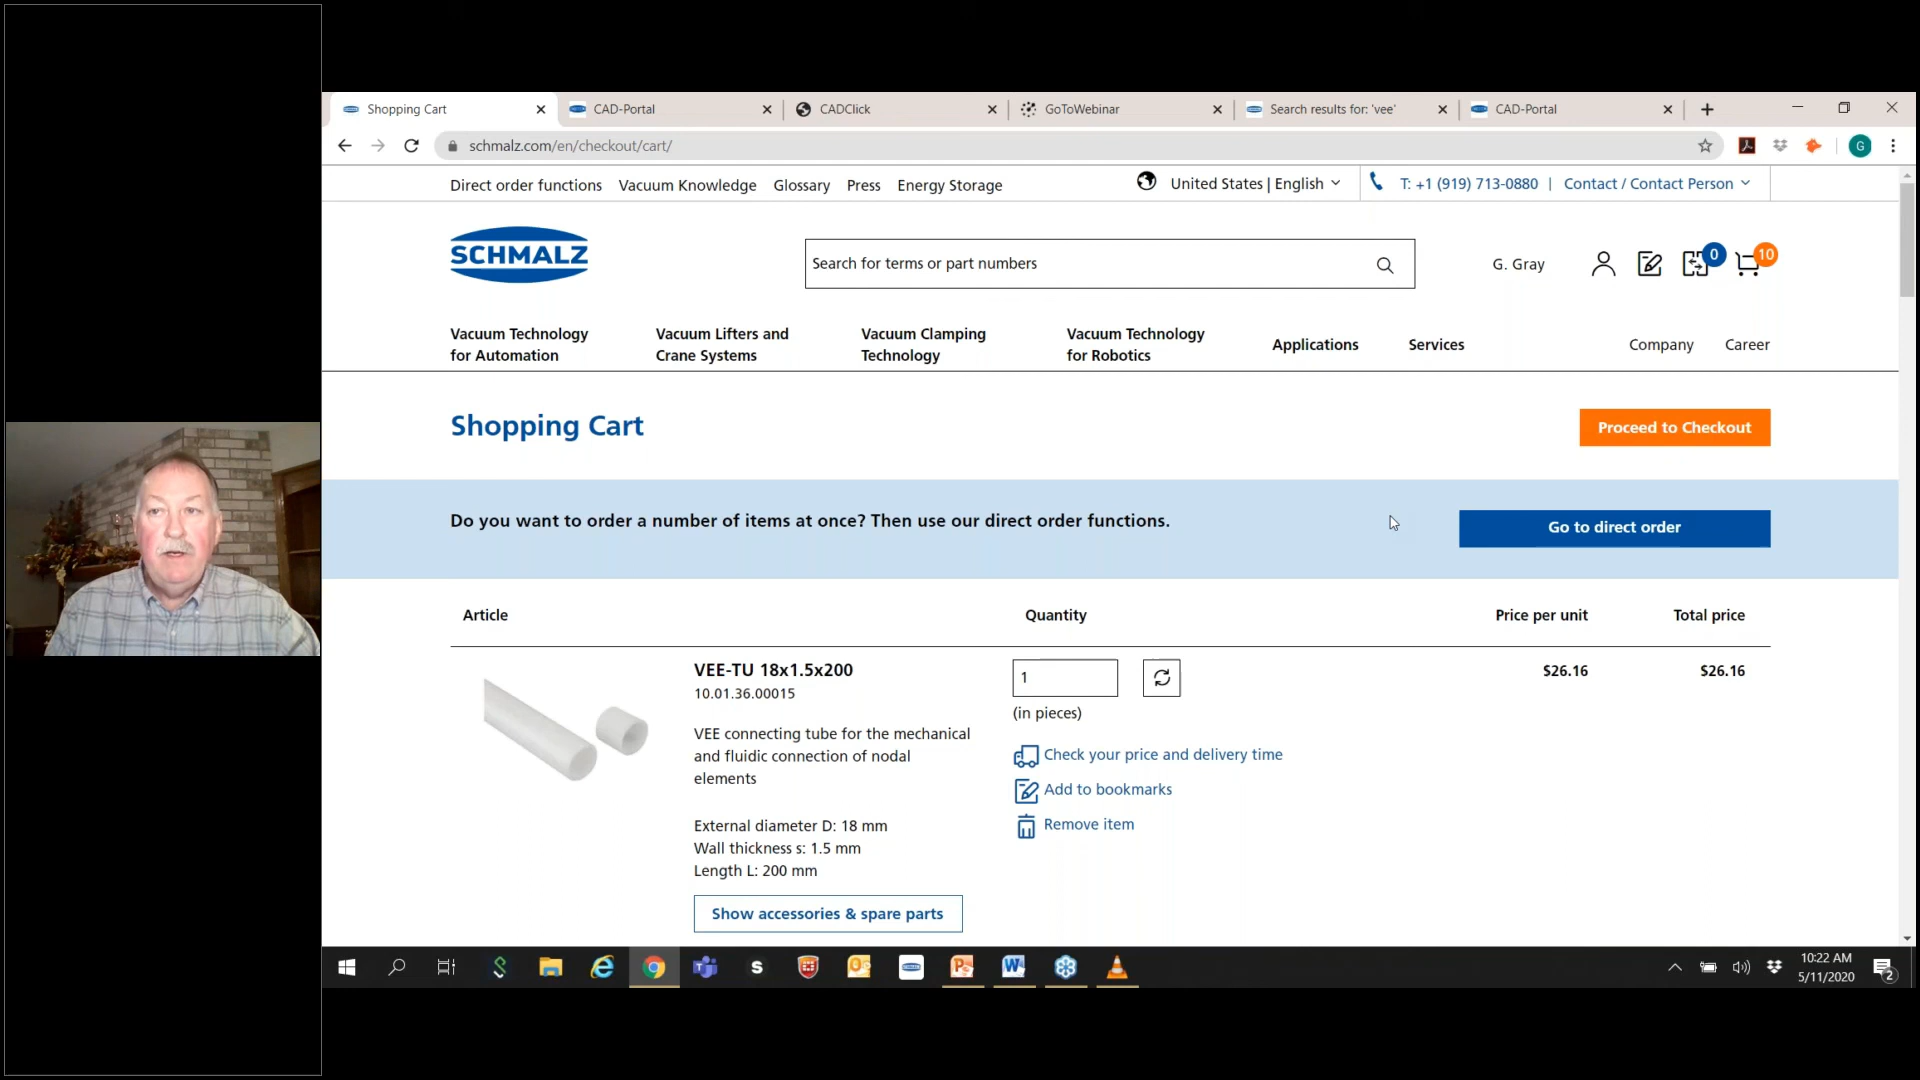 Shopping Cart
CAD-Portal
CADClick
GoToWebinar
Search results for: 'vee'
CAD-Portal
schmalz.com/en/checkout/cart/
G
Direct order functions
Vacuum Knowledge
Glossary
Press
Energy Storage
United States | English
T: +1 (919) 713-0880 | Contact / Contact Person
SCHMALZ
Search for terms or part numbers
G. Gray
0
10
Vacuum Technology
for Automation
Vacuum Lifters and
Crane Systems
Vacuum Clamping
Technology
Vacuum Technology
for Robotics
Applications
Services
Company
Career
Shopping Cart
Proceed to Checkout
Do you want to order a number of items at once? Then use our direct order functions.
Go to direct order
Article
Quantity
Price per unit
Total price
VEE-TU 18x1.5x200
10.01.36.00015
VEE connecting tube for the mechanical
and fluidic connection of nodal
elements
External diameter D: 18 mm
Wall thickness s: 1.5 mm
Length L: 200 mm
Show accessories & spare parts
1
(in pieces)
Check your price and delivery time
Add to bookmarks
Remove item
$26.16
$26.16
10:22 AM
5/11/2020
2